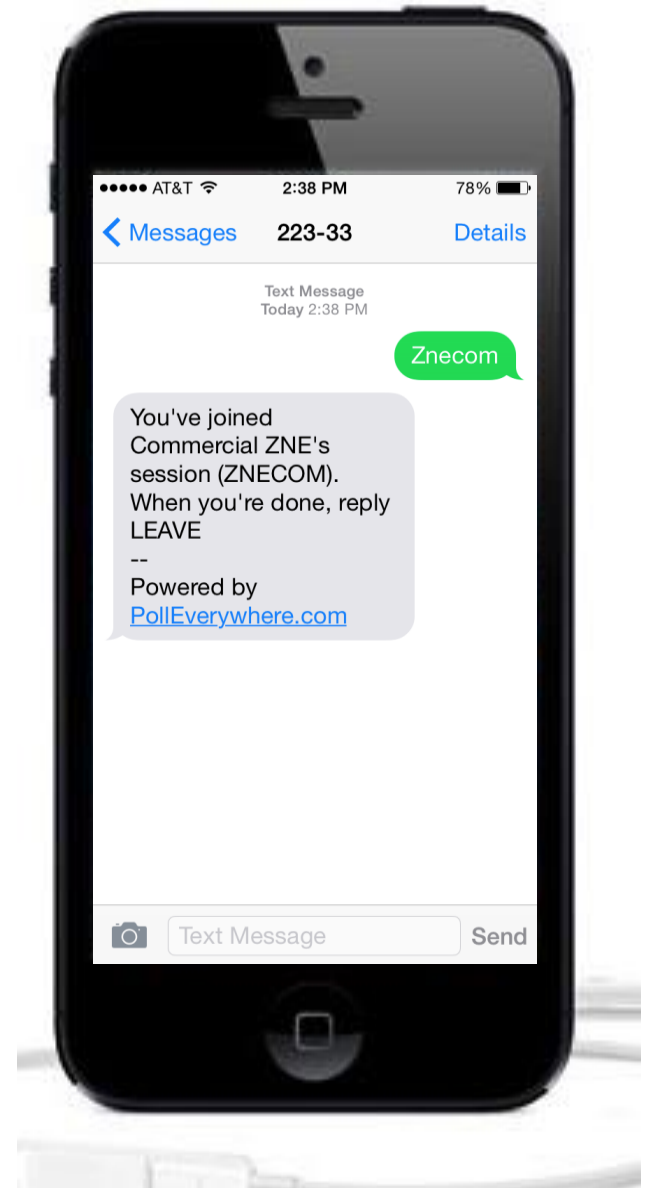 ●●●●● AT&T 2:38 PM 78%
Messages 223-33 Details
Text Message
Today 2:38 PM
Znecom
You've joined
Commercial ZNE's
session (ZNECOM).
When you're done, reply
LEAVE
--
Powered by
PollEverywhere.com
Text Message Send